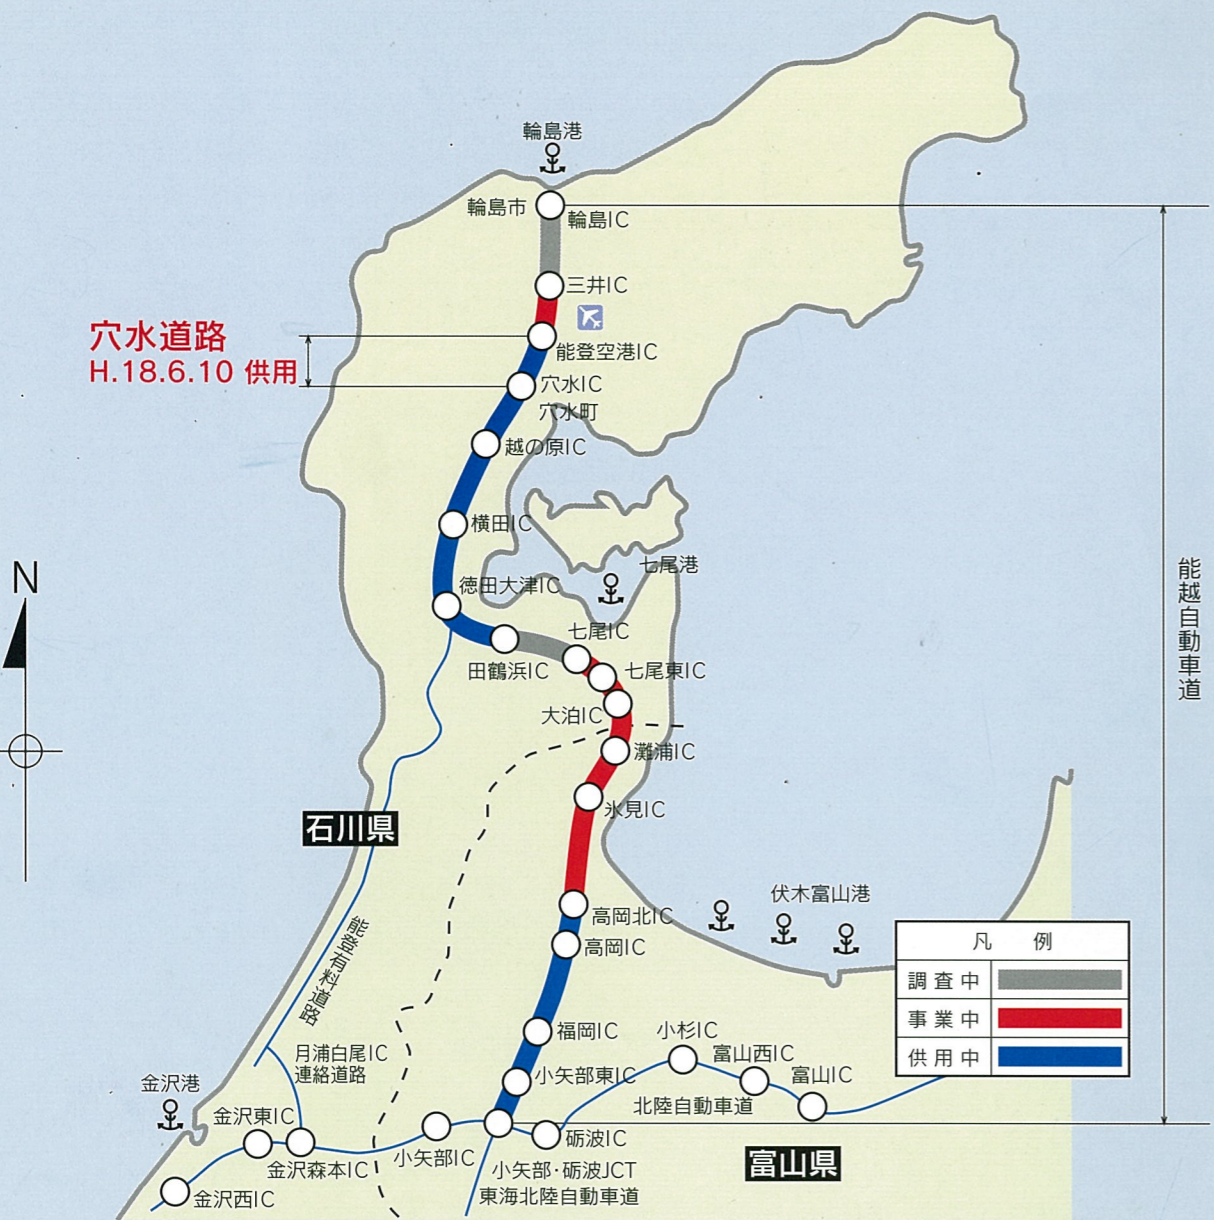 輪島港
輪島市
輪島IC
三井IC
穴水道路
H.18.6.10 供用
能登空港IC
穴水IC
穴水町
越の原IC
横田IC
N
七尾港
徳田大津IC
能越自動車道
七尾IC
田鶴浜IC
七尾東IC
大泊IC
灘浦IC
氷見IC
石川県
伏木富山港
高岡北IC
高岡IC
能登有料道路
凡 例
調査中
事業中
供用中
福岡IC
小杉IC
月浦白尾IC
連絡道路
富山西IC
小矢部東IC
富山IC
金沢港
北陸自動車道
金沢東IC
砺波IC
小矢部IC
金沢森本IC
小矢部・砺波JCT
富山県
金沢西IC
東海北陸自動車道